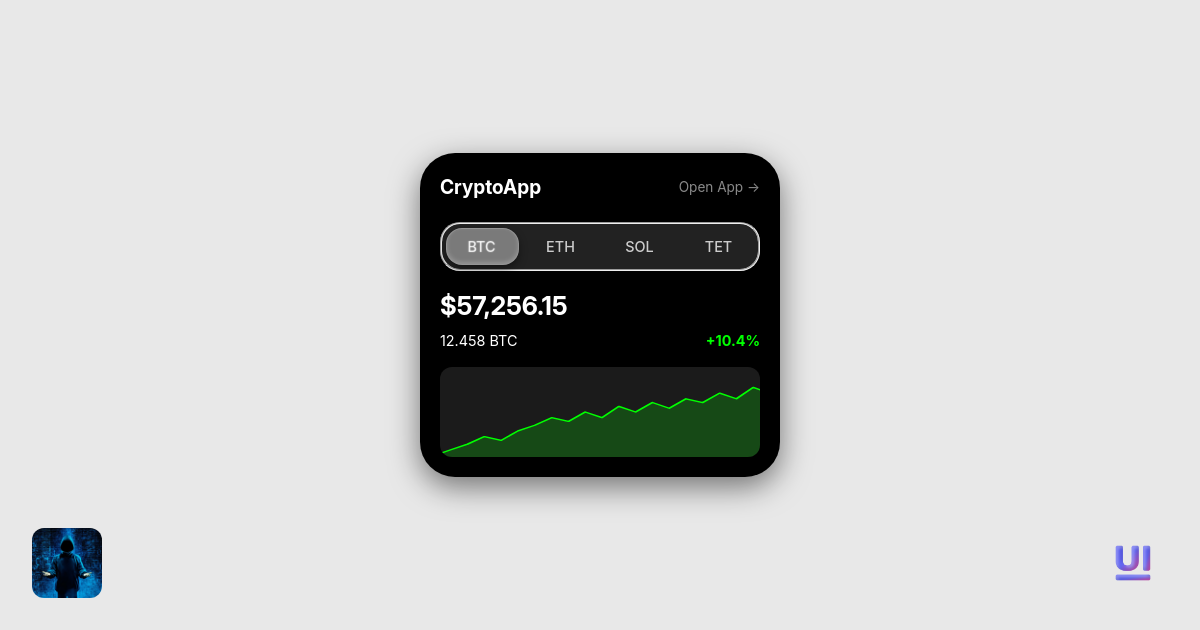 CryptoApp
Open App →
BTC ETH SOL TET
$57,256.15
12.458 BTC
+10.4%
UI